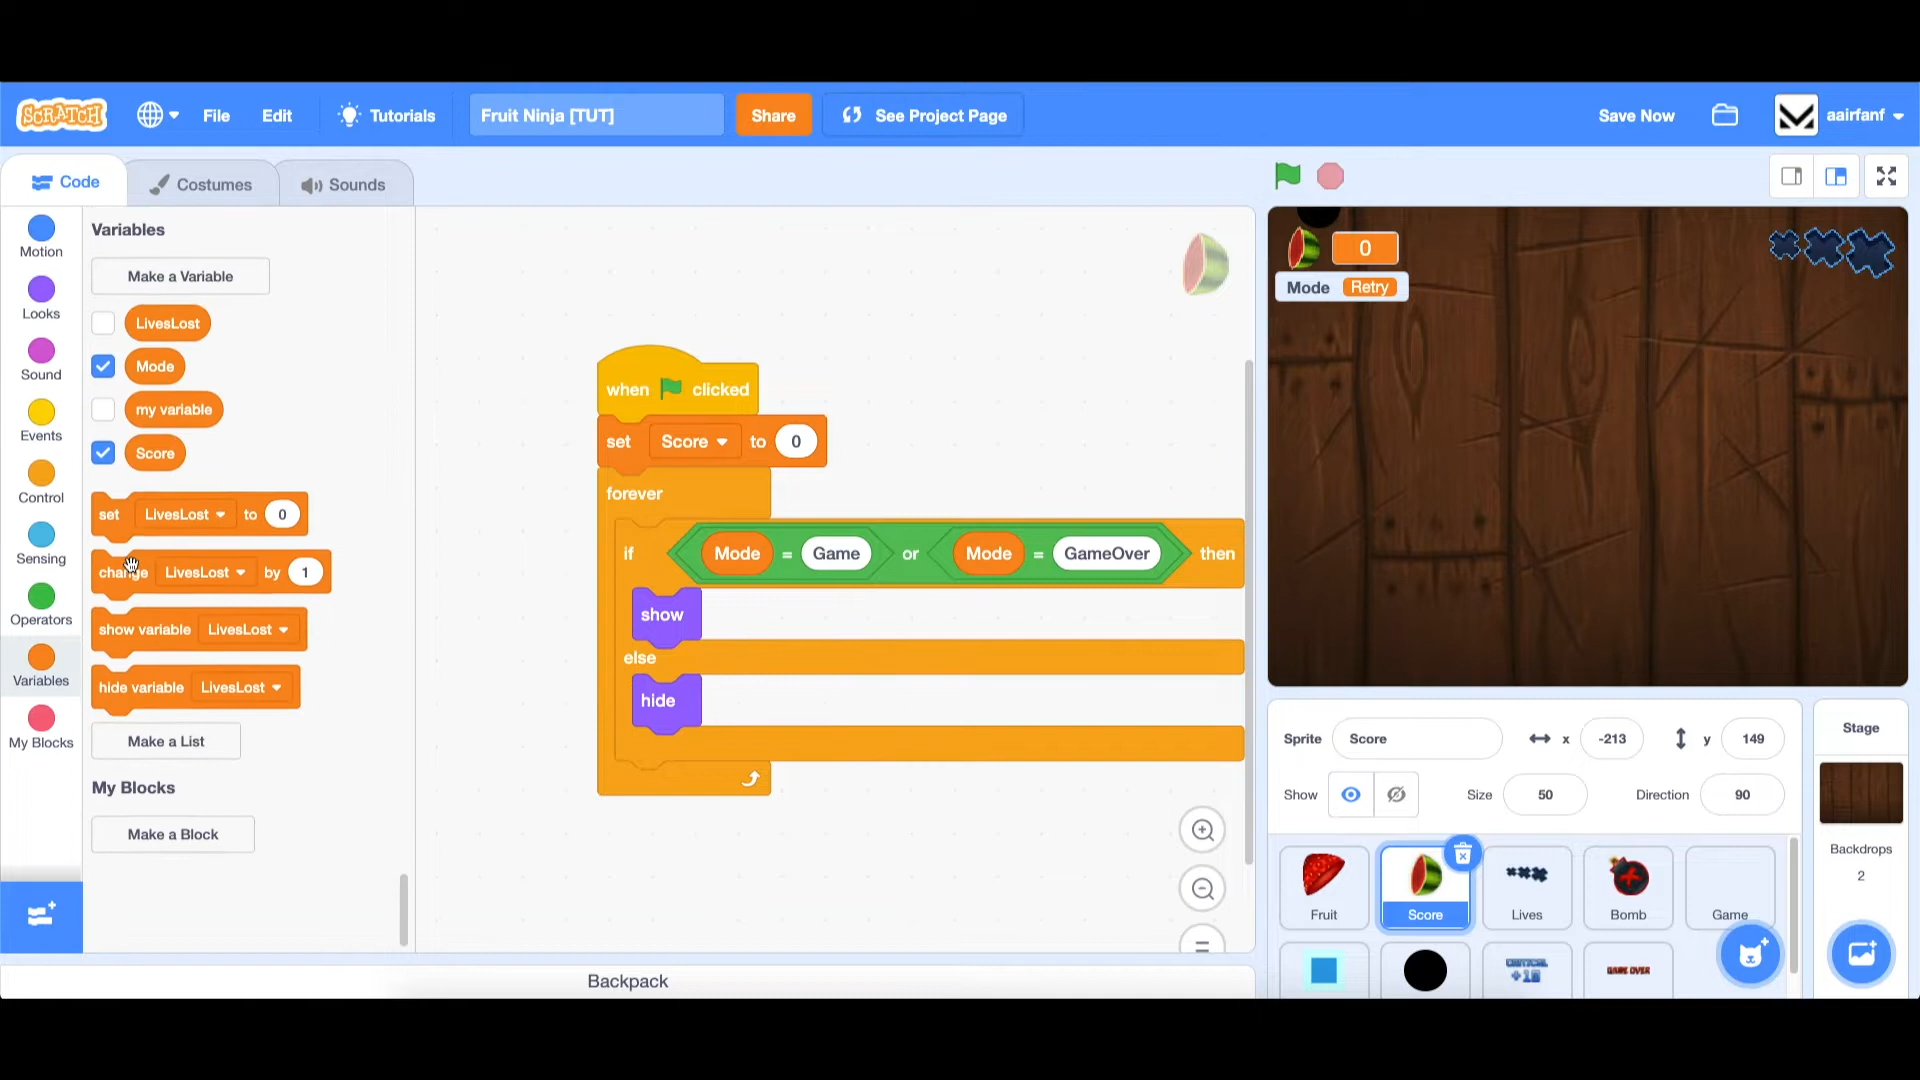 SCRATCH File Edit Tutorials Fruit Ninja [TUT] Share See Project Page Save Now aairfanf
Code Costumes Sounds
Motion
Looks
Sound
Events
Control
Sensing
Operators
Variables
My Blocks
Variables
Make a Variable
LivesLost
Mode
my variable
Score
set LivesLost to 0
change LivesLost by 1
show variable LivesLost
hide variable LivesLost
Make a List
My Blocks
Make a Block
when clicked
set Score to 0
forever
if Mode = Game or Mode = GameOver then
show
else
hide
Backpack
0
Mode Retry
Sprite Score x -213 y 149
Show Size 50 Direction 90
Fruit Score Lives Bomb Game
CRITICAL
+10
GAME OVER
Stage
Backdrops
2